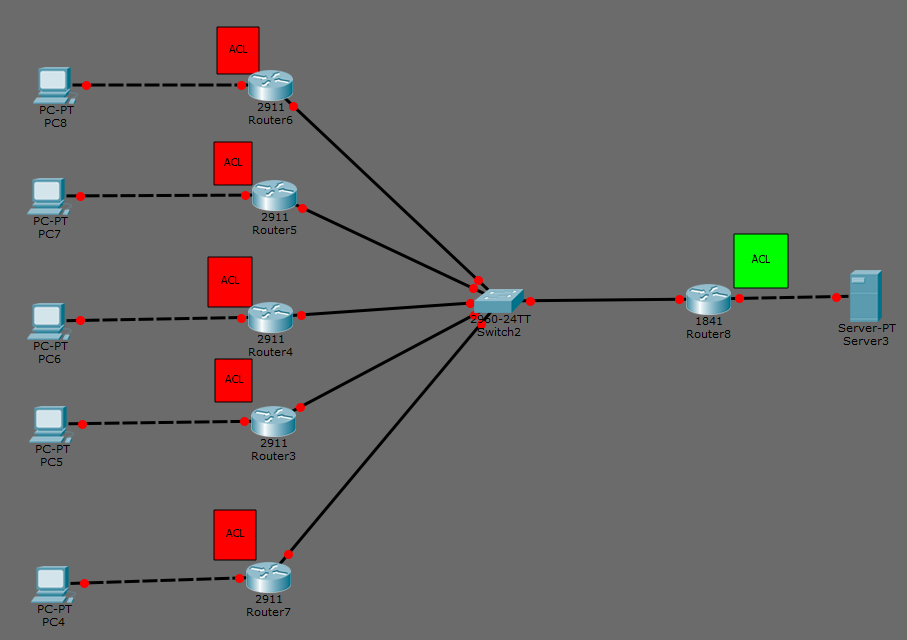 ACL
PC-PT
PC8
2911
Router6
ACL
PC-PT
PC7
2911
Router5
ACL
PC-PT
PC6
2911
Router4
ACL
PC-PT
PC5
2911
Router3
ACL
PC-PT
PC4
2911
Router7
2960-24TT
Switch2
ACL
1841
Router8
Server-PT
Server3